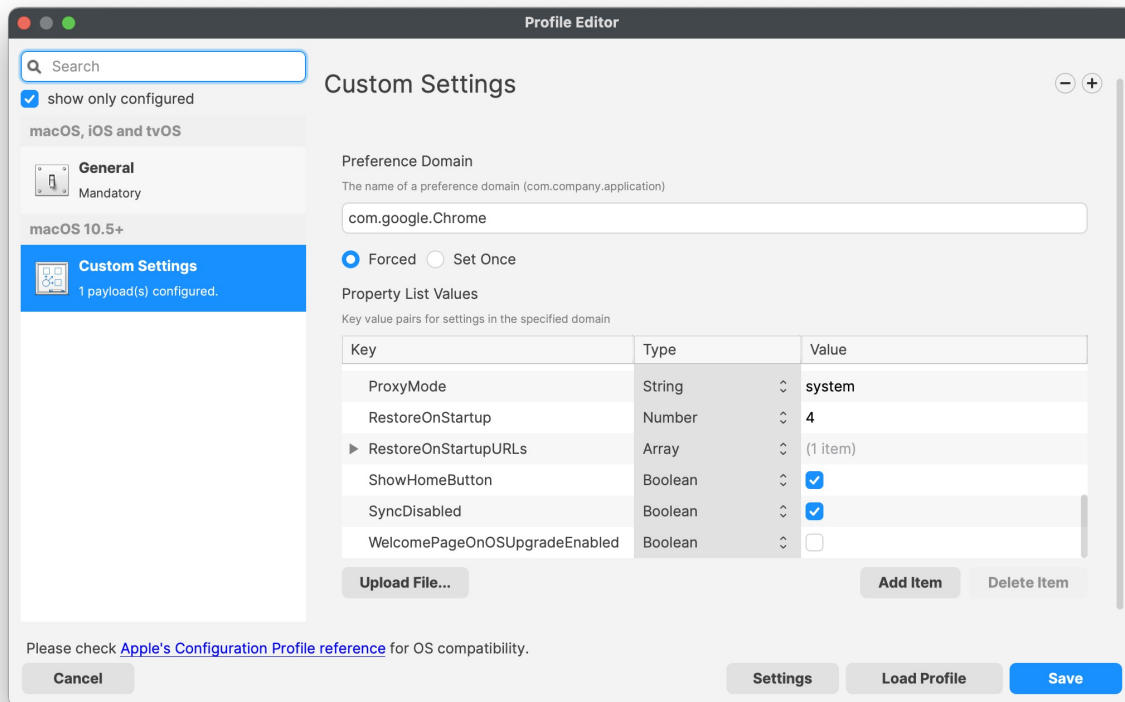 Profile Editor
Search
show only configured
macOS, iOS and tvOS
General
Mandatory
macOS 10.5+
Custom Settings
1 payload(s) configured.
Custom Settings
Preference Domain
The name of a preference domain (com.company.application)
com.google.Chrome
Forced Set Once
Property List Values
Key value pairs for settings in the specified domain
Key Type Value
ProxyMode String system
RestoreOnStartup Number 4
RestoreOnStartupURLs Array (1 item)
ShowHomeButton Boolean
SyncDisabled Boolean
WelcomePageOnOSUpgradeEnabled Boolean
Upload File... Add Item Delete Item
Please check Apple's Configuration Profile reference for OS compatibility.
Cancel Settings Load Profile Save